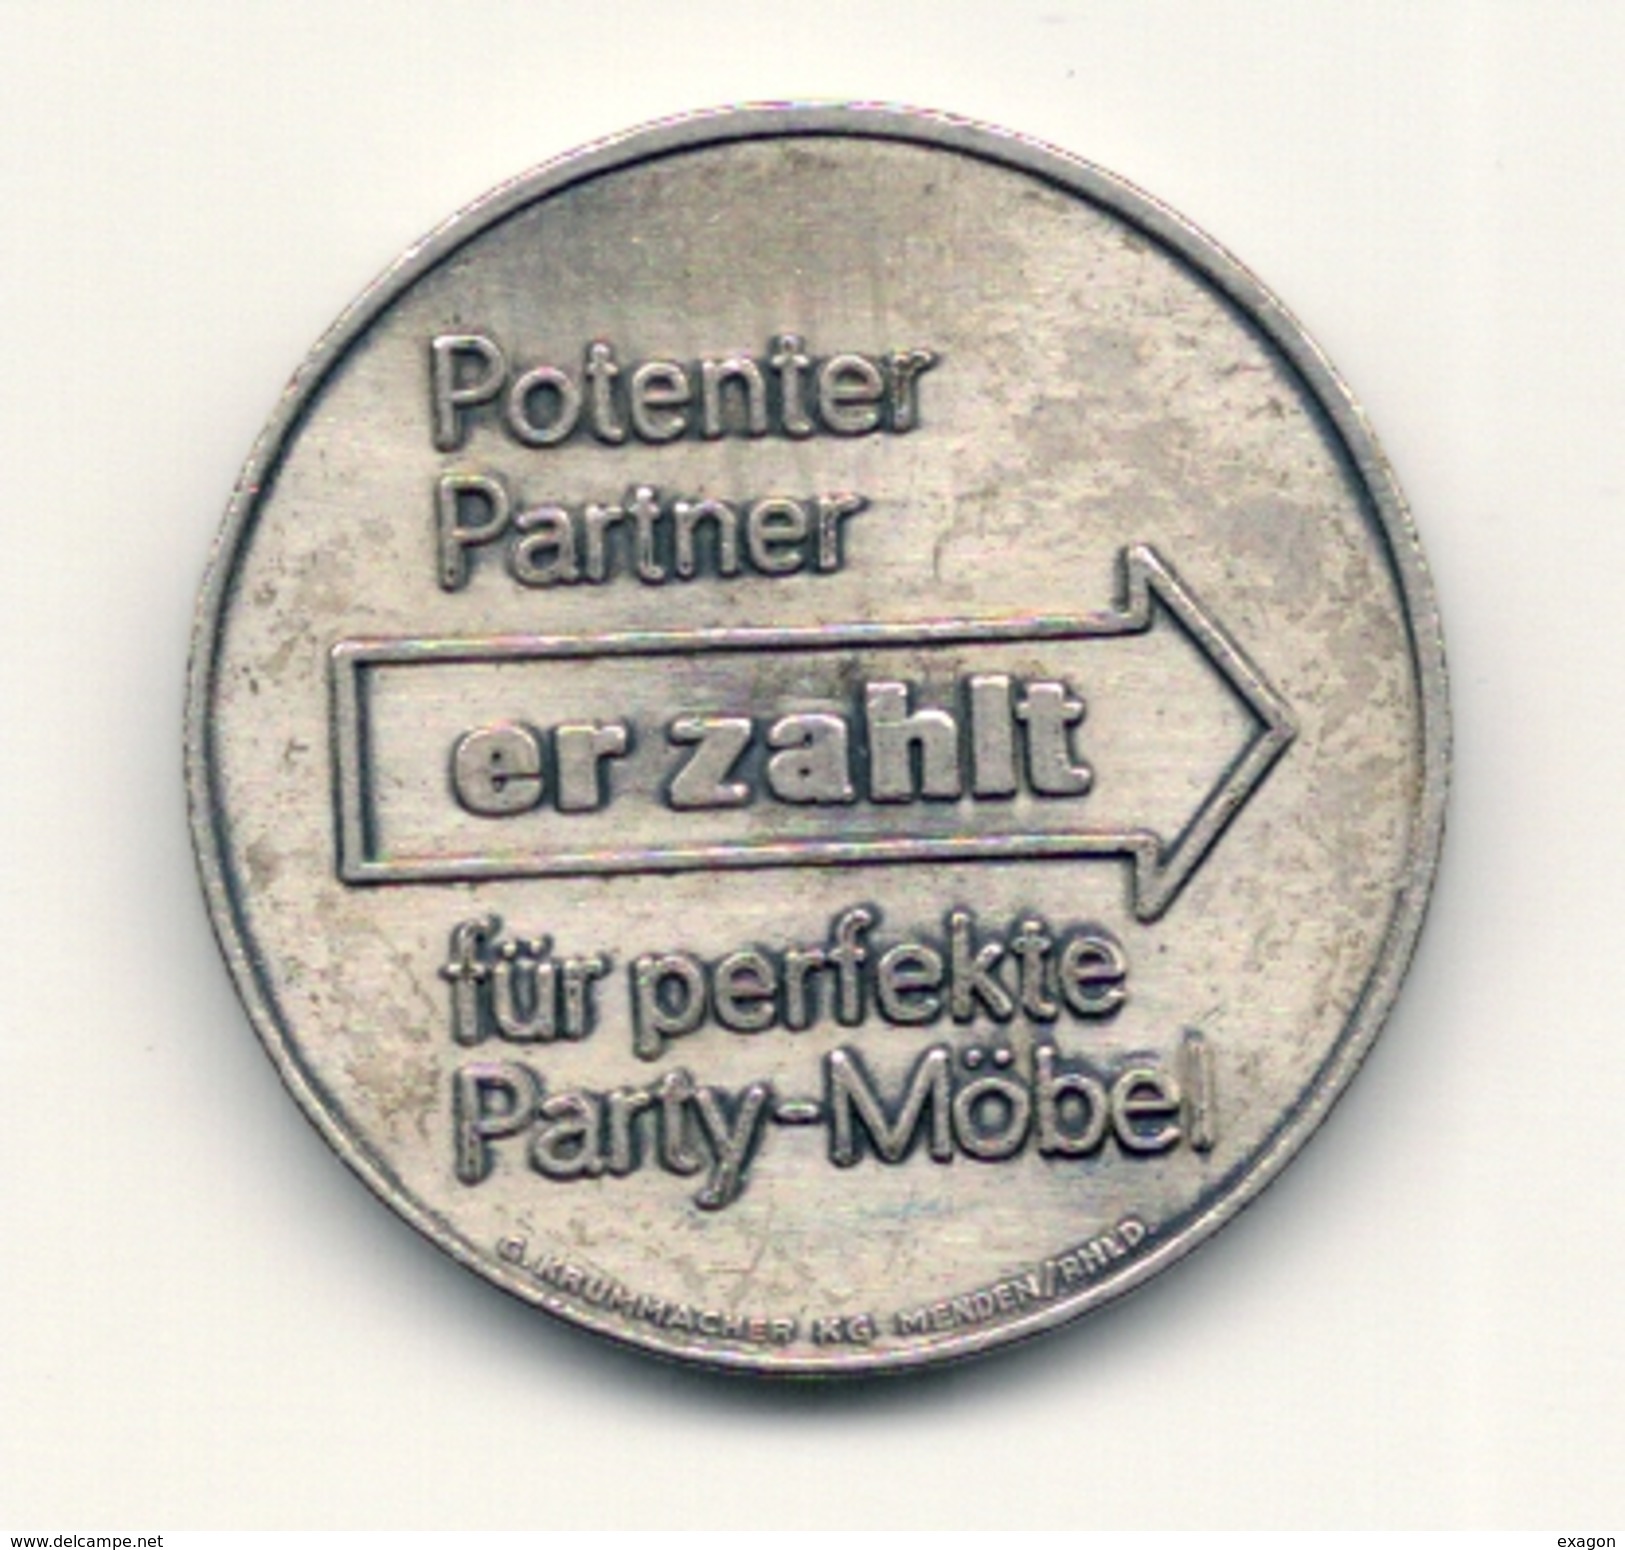 Potenter
Partner
er zahlt
für perfekte
Party-Möbel
G. KRUMMACHER KG MENDEN/RHLD.
www.delcampe.net
exagon